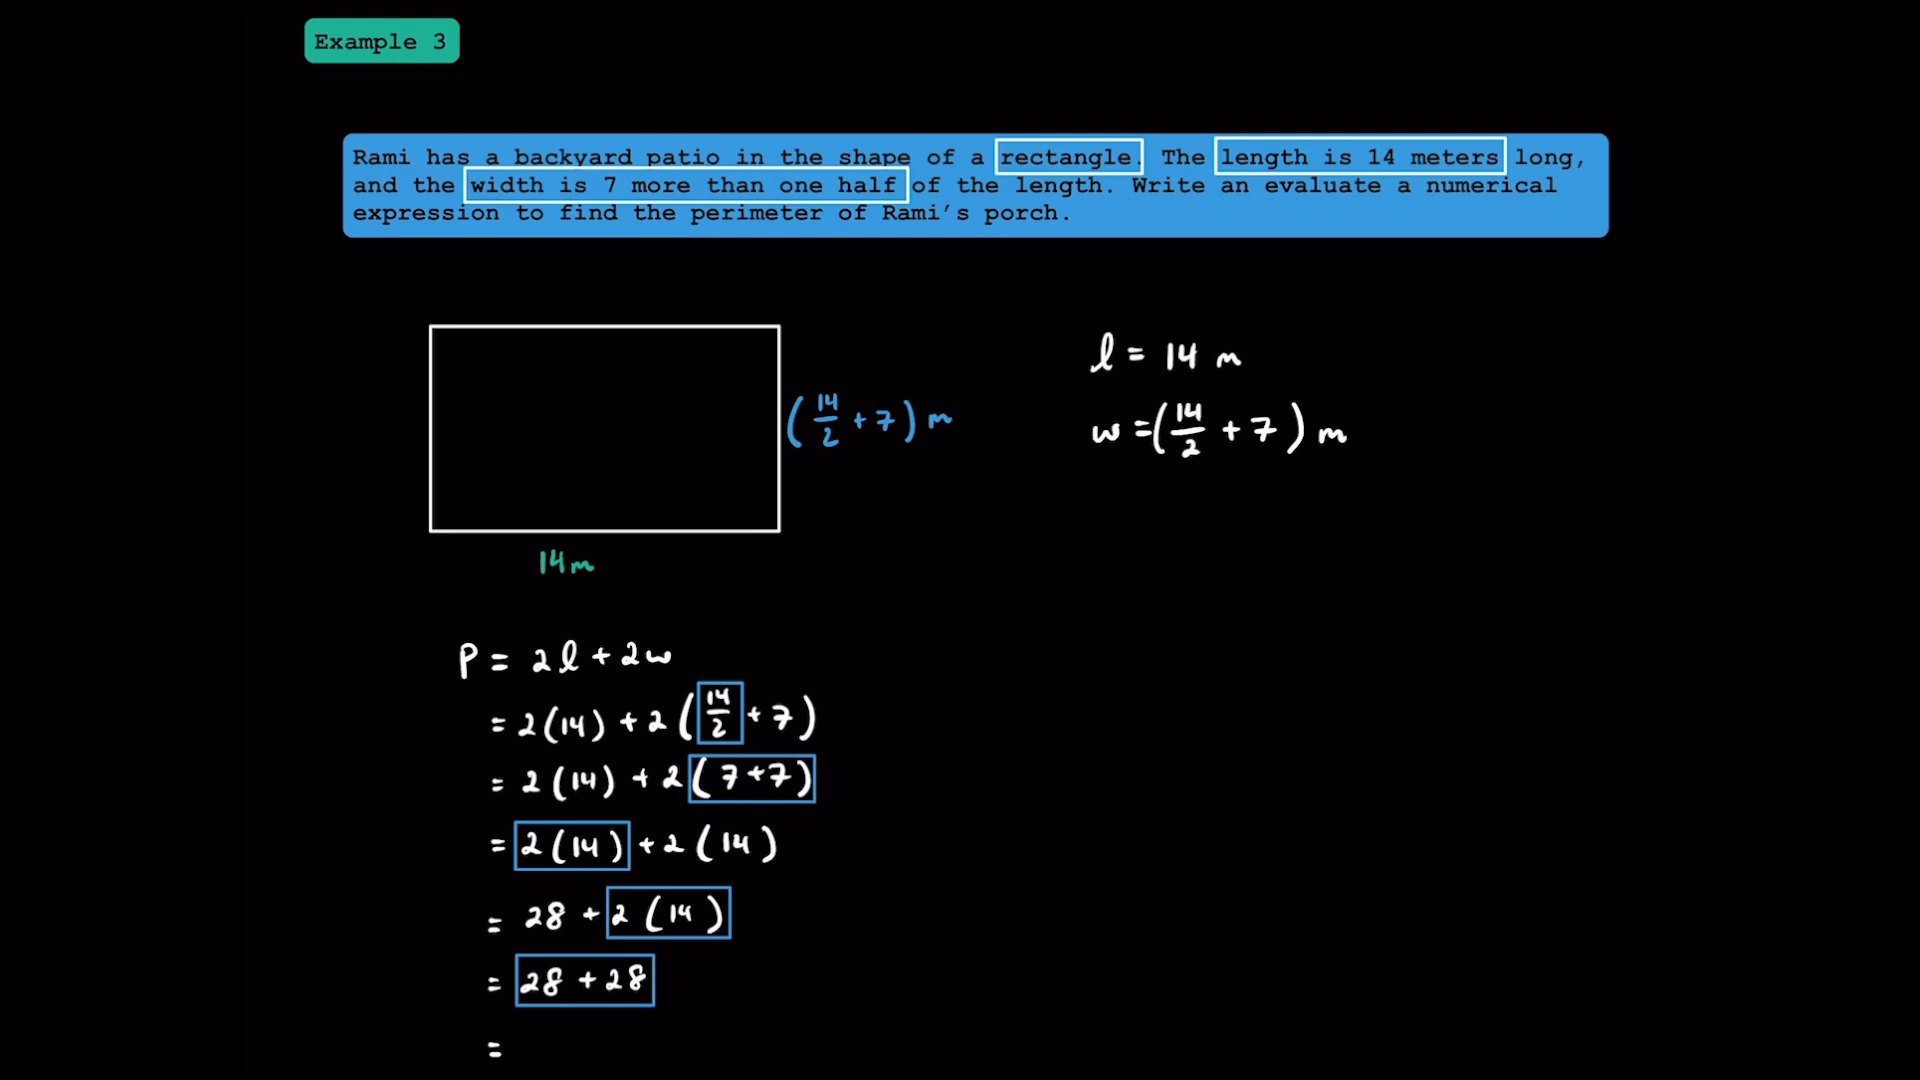 Example 3
Rami has a backyard patio in the shape of a rectangle. The length is 14 meters long,
and the width is 7 more than one half of the length. Write an evaluate a numerical
expression to find the perimeter of Rami's porch.
l = 14 m
(14/2 + 7) m
w = (14/2 + 7) m
14m
P = 2l + 2w
= 2(14) + 2(14/2 + 7)
= 2(14) + 2(7+7)
= 2(14) + 2(14)
= 28 + 2(14)
= 28 + 28
=